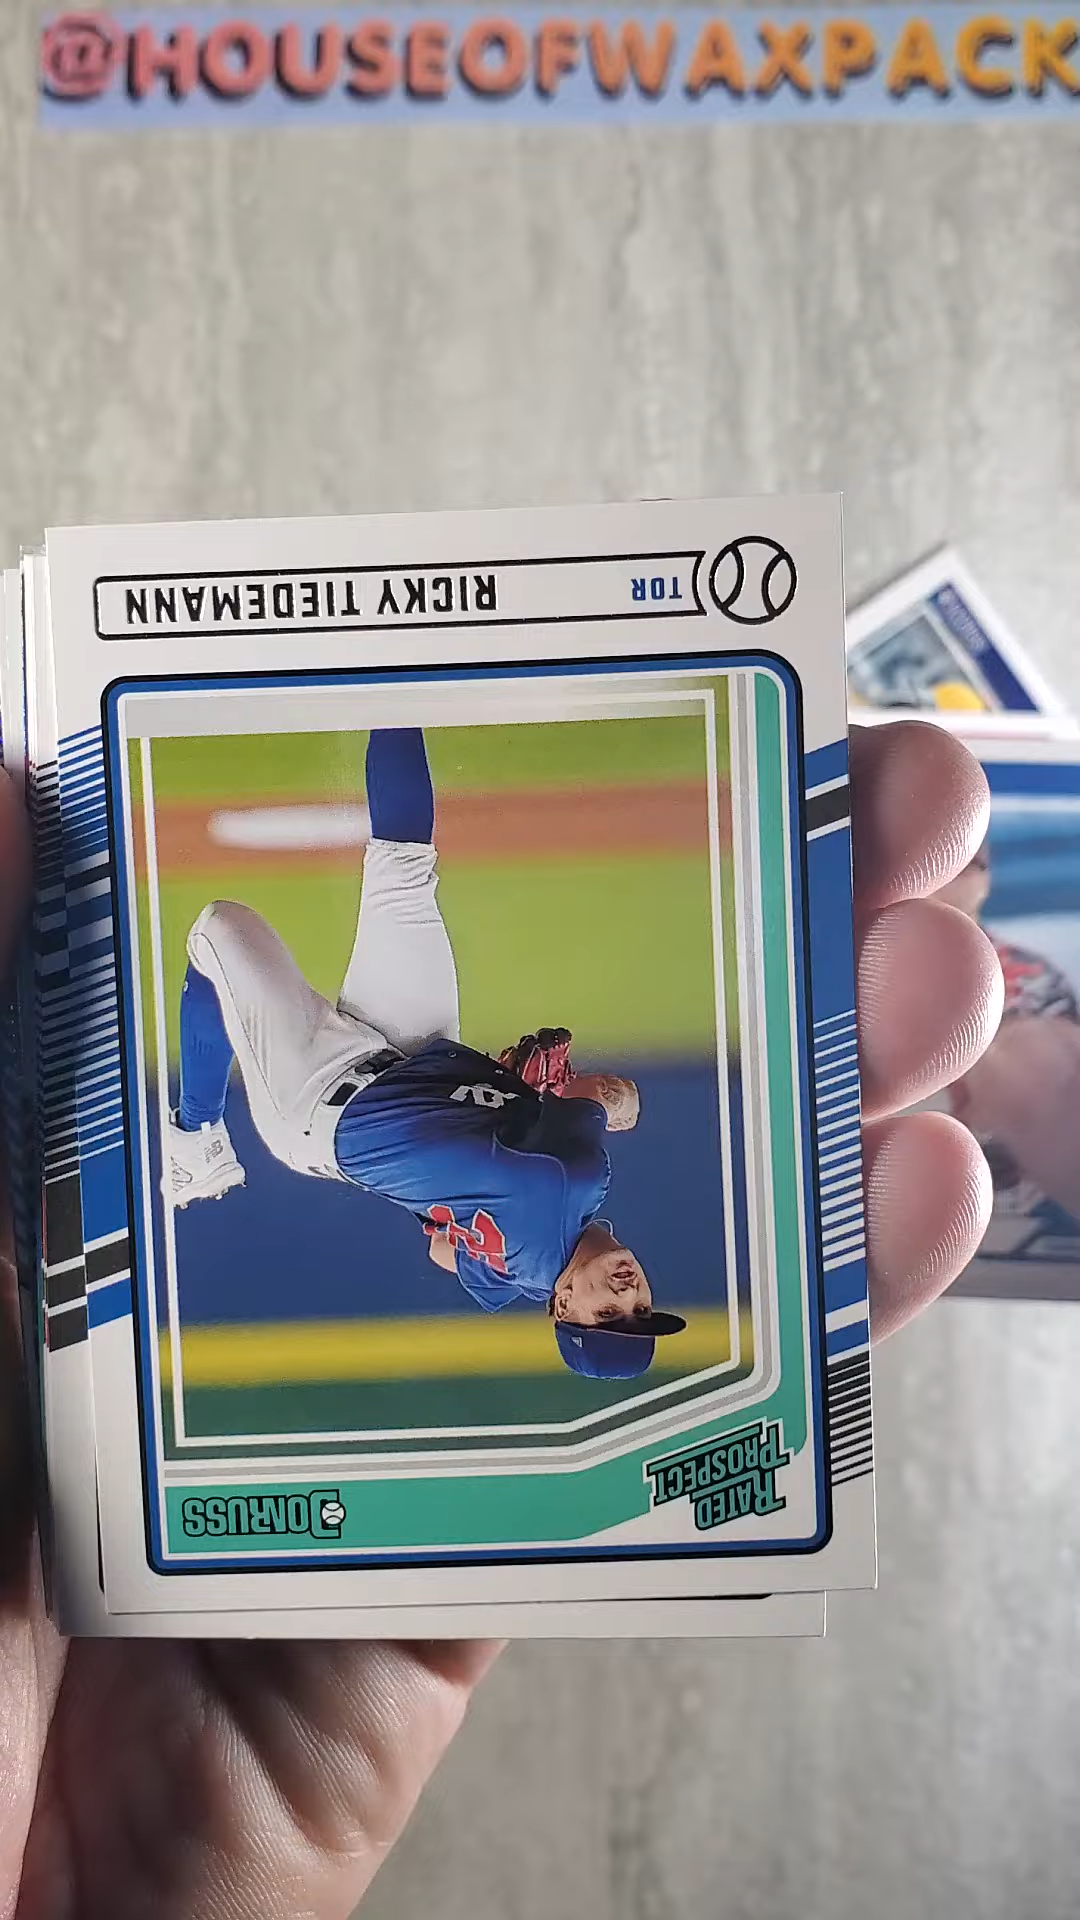 @HOUSEOFWAXPACK
TOR
RICKY TIEDEMANN
DONRUSS
RATED
PROSPECT